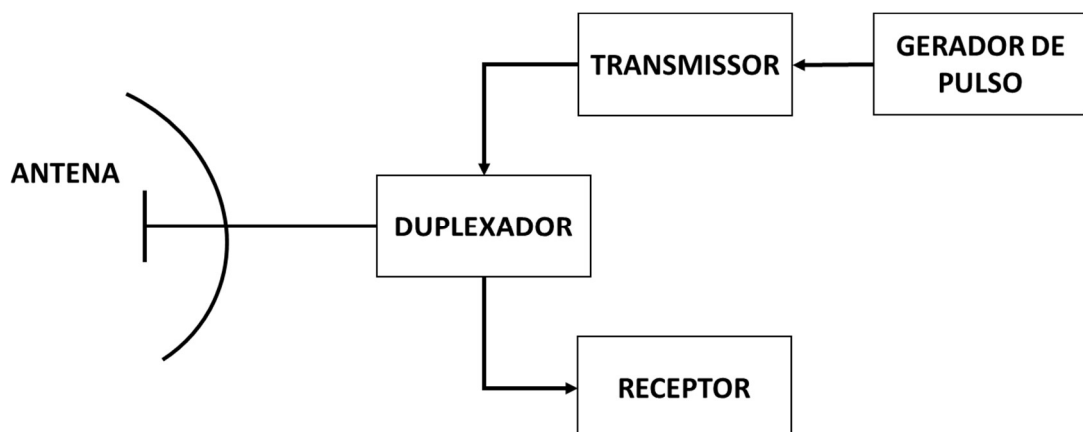 TRANSMISSOR
GERADOR DE
PULSO
ANTENA
DUPLEXADOR
RECEPTOR